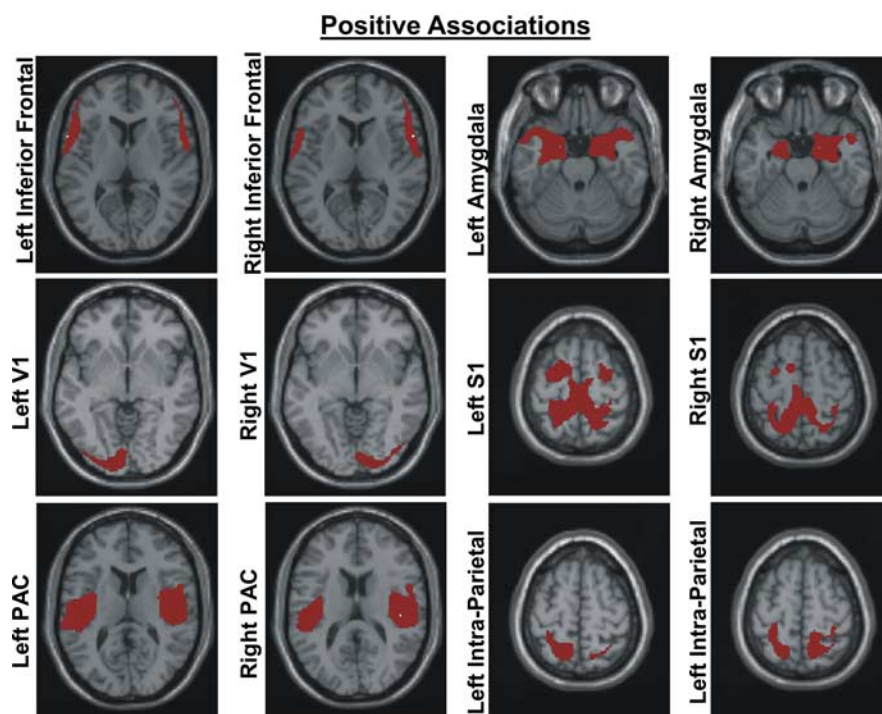 Positive Associations
Left Inferior Frontal
Right Inferior Frontal
Left Amygdala
Right Amygdala
Left V1
Right V1
Left S1
Right S1
Left PAC
Right PAC
Left Intra-Parietal
Left Intra-Parietal